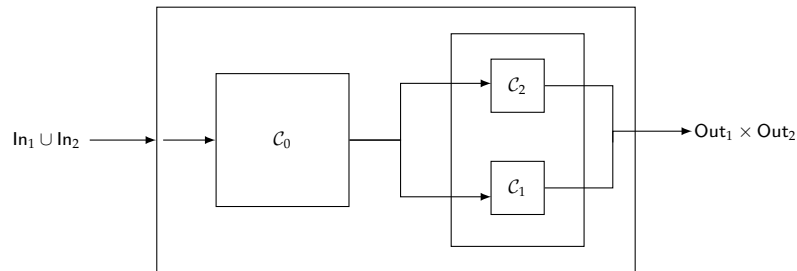 In₁ ∪ In₂
𝒞₀
𝒞₂
𝒞₁
Out₁ × Out₂